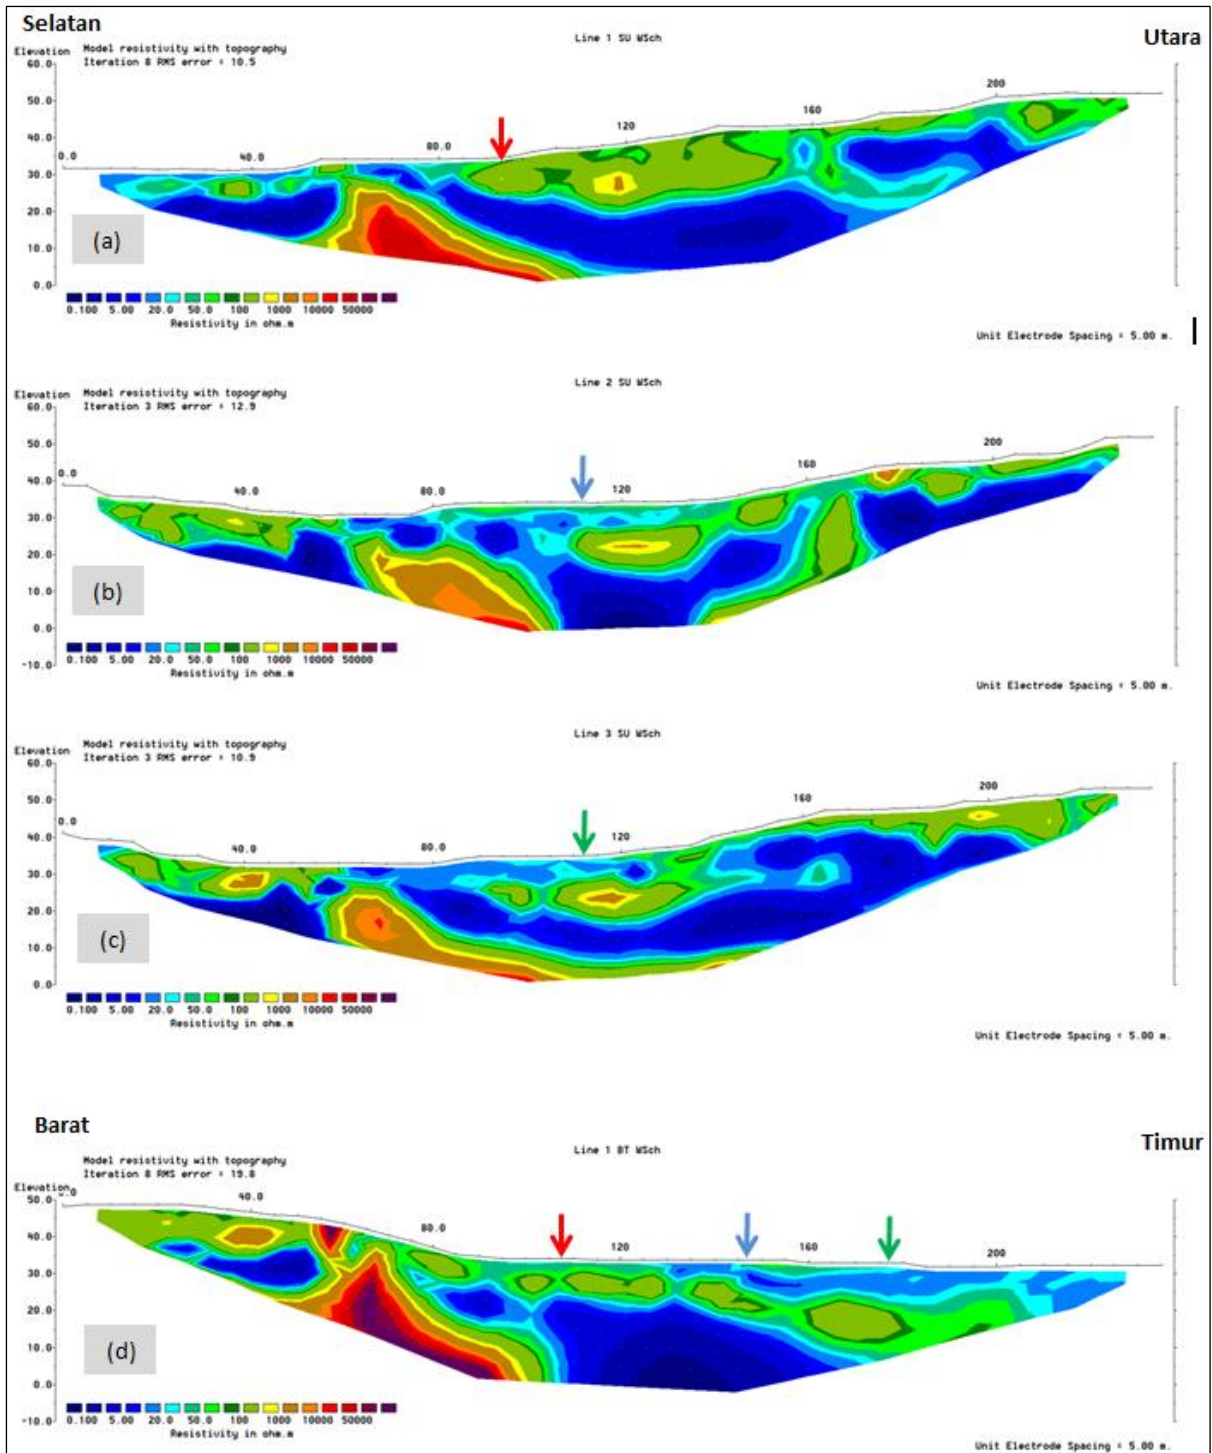 Selatan
Line 1 SU WSch
Utara
Elevation
Model resistivity with topography
Iteration 8 RMS error = 10.5
60.0
50.0
40.0
30.0
20.0
10.0
0.0
0.0
40.0
80.0
120
160
200
(a)
0.100 5.00 20.0 50.0 100 1000 10000 50000
Resistivity in ohm.m
Unit Electrode Spacing = 5.00 m.
Line 2 SU WSch
Elevation
Model resistivity with topography
Iteration 3 RMS error = 12.9
60.0
50.0
40.0
30.0
20.0
10.0
0.0
-10.0
0.0
40.0
80.0
120
160
200
(b)
0.100 5.00 20.0 50.0 100 1000 10000 50000
Resistivity in ohm.m
Unit Electrode Spacing = 5.00 m.
Line 3 SU WSch
Elevation
Model resistivity with topography
Iteration 3 RMS error = 10.9
60.0
50.0
40.0
30.0
20.0
10.0
0.0
0.0
40.0
80.0
120
160
200
(c)
0.100 5.00 20.0 50.0 100 1000 10000 50000
Resistivity in ohm.m
Unit Electrode Spacing = 5.00 m.
Barat
Line 1 BT WSch
Timur
Model resistivity with topography
Iteration 8 RMS error = 19.8
Elevation
50.0
40.0
30.0
20.0
10.0
0.0
-10.0
40.0
80.0
120
160
200
(d)
0.100 5.00 20.0 50.0 100 1000 10000 50000
Resistivity in ohm.m
Unit Electrode Spacing = 5.00 m.